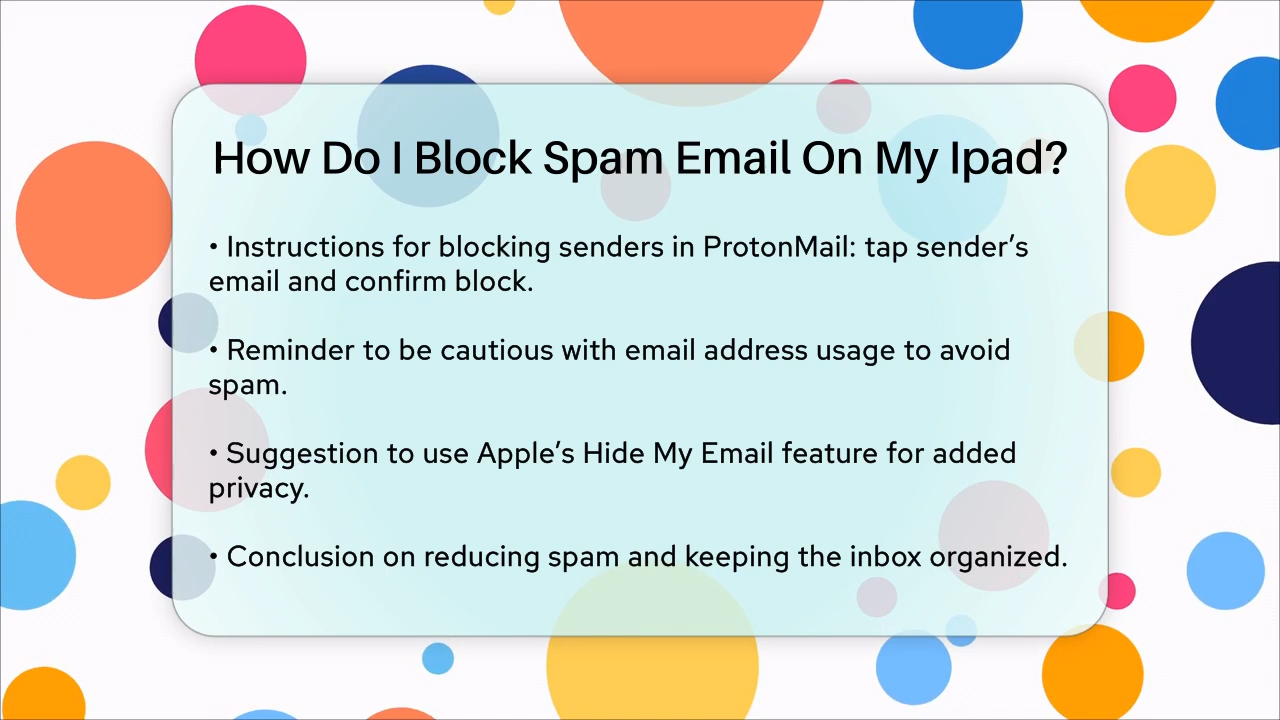 How Do I Block Spam Email On My Ipad?
• Instructions for blocking senders in ProtonMail: tap sender’s
email and confirm block.
• Reminder to be cautious with email address usage to avoid
spam.
• Suggestion to use Apple’s Hide My Email feature for added
privacy.
• Conclusion on reducing spam and keeping the inbox organized.